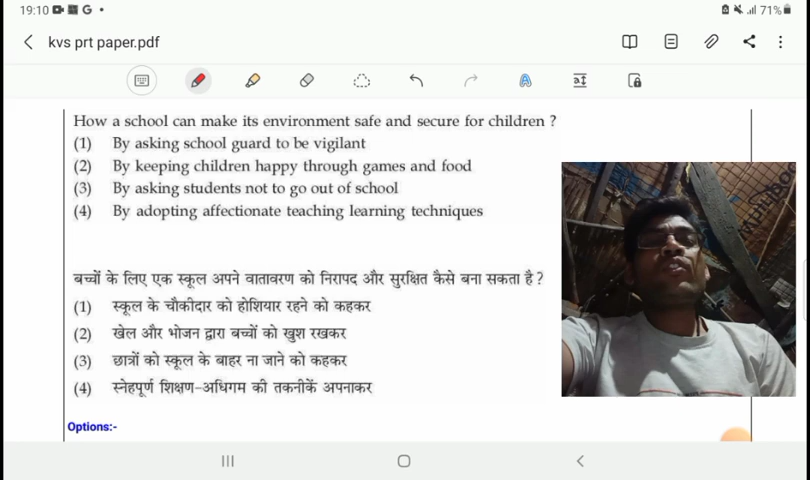 19:10 G 71%
kvs prt paper.pdf
How a school can make its environment safe and secure for children ?
(1) By asking school guard to be vigilant
(2) By keeping children happy through games and food
(3) By asking students not to go out of school
(4) By adopting affectionate teaching learning techniques
बच्चों के लिए एक स्कूल अपने वातावरण को निरापद और सुरक्षित कैसे बना सकता है ?
(1) स्कूल के चौकीदार को होशियार रहने को कहकर
(2) खेल और भोजन द्वारा बच्चों को खुश रखकर
(3) छात्रों को स्कूल के बाहर ना जाने को कहकर
(4) स्नेहपूर्ण शिक्षण-अधिगम की तकनीकें अपनाकर
Options:-